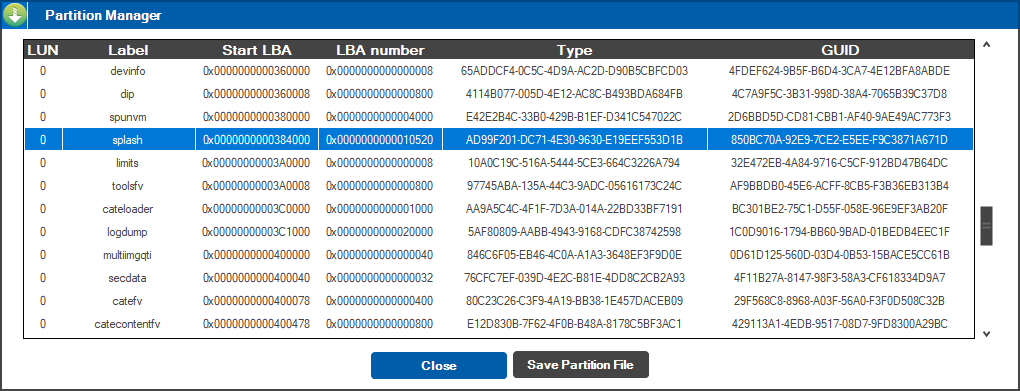 Partition Manager
LUN Label Start LBA LBA number Type GUID
0 devinfo 0x0000000000360000 0x0000000000000008 65ADDCF4-0C5C-4D9A-AC2D-D90B5CBFCD03 4FDEF624-9B5F-B6D4-3CA7-4E12BFA8ABDE
0 dip 0x0000000000360008 0x0000000000000800 4114B077-005D-4E12-AC8C-B493BDA684FB 4C7A9F5C-3B31-998D-38A4-7065B39C37D8
0 spunvm 0x0000000000380000 0x0000000000004000 E42E2B4C-33B0-429B-B1EF-D341C547022C 2D6BBD5D-CD81-CBB1-AF40-9AE49AC773F3
0 splash 0x0000000000384000 0x0000000000010520 AD99F201-DC71-4E30-9630-E19EEF553D1B 850BC70A-92E9-7CE2-E5EE-F9C3871A671D
0 limits 0x00000000003A0000 0x0000000000000008 10A0C19C-516A-5444-5CE3-664C3226A794 32E472EB-4A84-9716-C5CF-912BD47B64DC
0 toolsfv 0x00000000003A0008 0x0000000000000800 97745ABA-135A-44C3-9ADC-05616173C24C AF9BBDB0-45E6-ACFF-8CB5-F3B36EB313B4
0 cateloader 0x00000000003C0000 0x0000000000001000 AA9A5C4C-4F1F-7D3A-014A-22BD33BF7191 BC301BE2-75C1-D55F-058E-96E9EF3AB20F
0 logdump 0x00000000003C1000 0x0000000000020000 5AF80809-AABB-4943-9168-CDFC38742598 1C0D9016-1794-BB60-9BAD-01BEDB4EEC1F
0 multiimgqti 0x0000000000400000 0x0000000000000040 846C6F05-EB46-4C0A-A1A3-3648EF3F9D0E 0D61D125-560D-03D4-0B53-15BACE5CC61B
0 secdata 0x0000000000400040 0x0000000000000032 76CFC7EF-039D-4E2C-B81E-4DD8C2CB2A93 4F11B27A-8147-98F3-58A3-CF618334D9A7
0 catefv 0x0000000000400078 0x0000000000000400 80C23C26-C3F9-4A19-BB38-1E457DACEB09 29F568C8-8968-A03F-56A0-F3F0D508C32B
0 catecontentfv 0x0000000000400478 0x0000000000000800 E12D830B-7F62-4F0B-B48A-8178C5BF3AC1 429113A1-4EDB-9517-08D7-9FD8300A29BC
Close Save Partition File